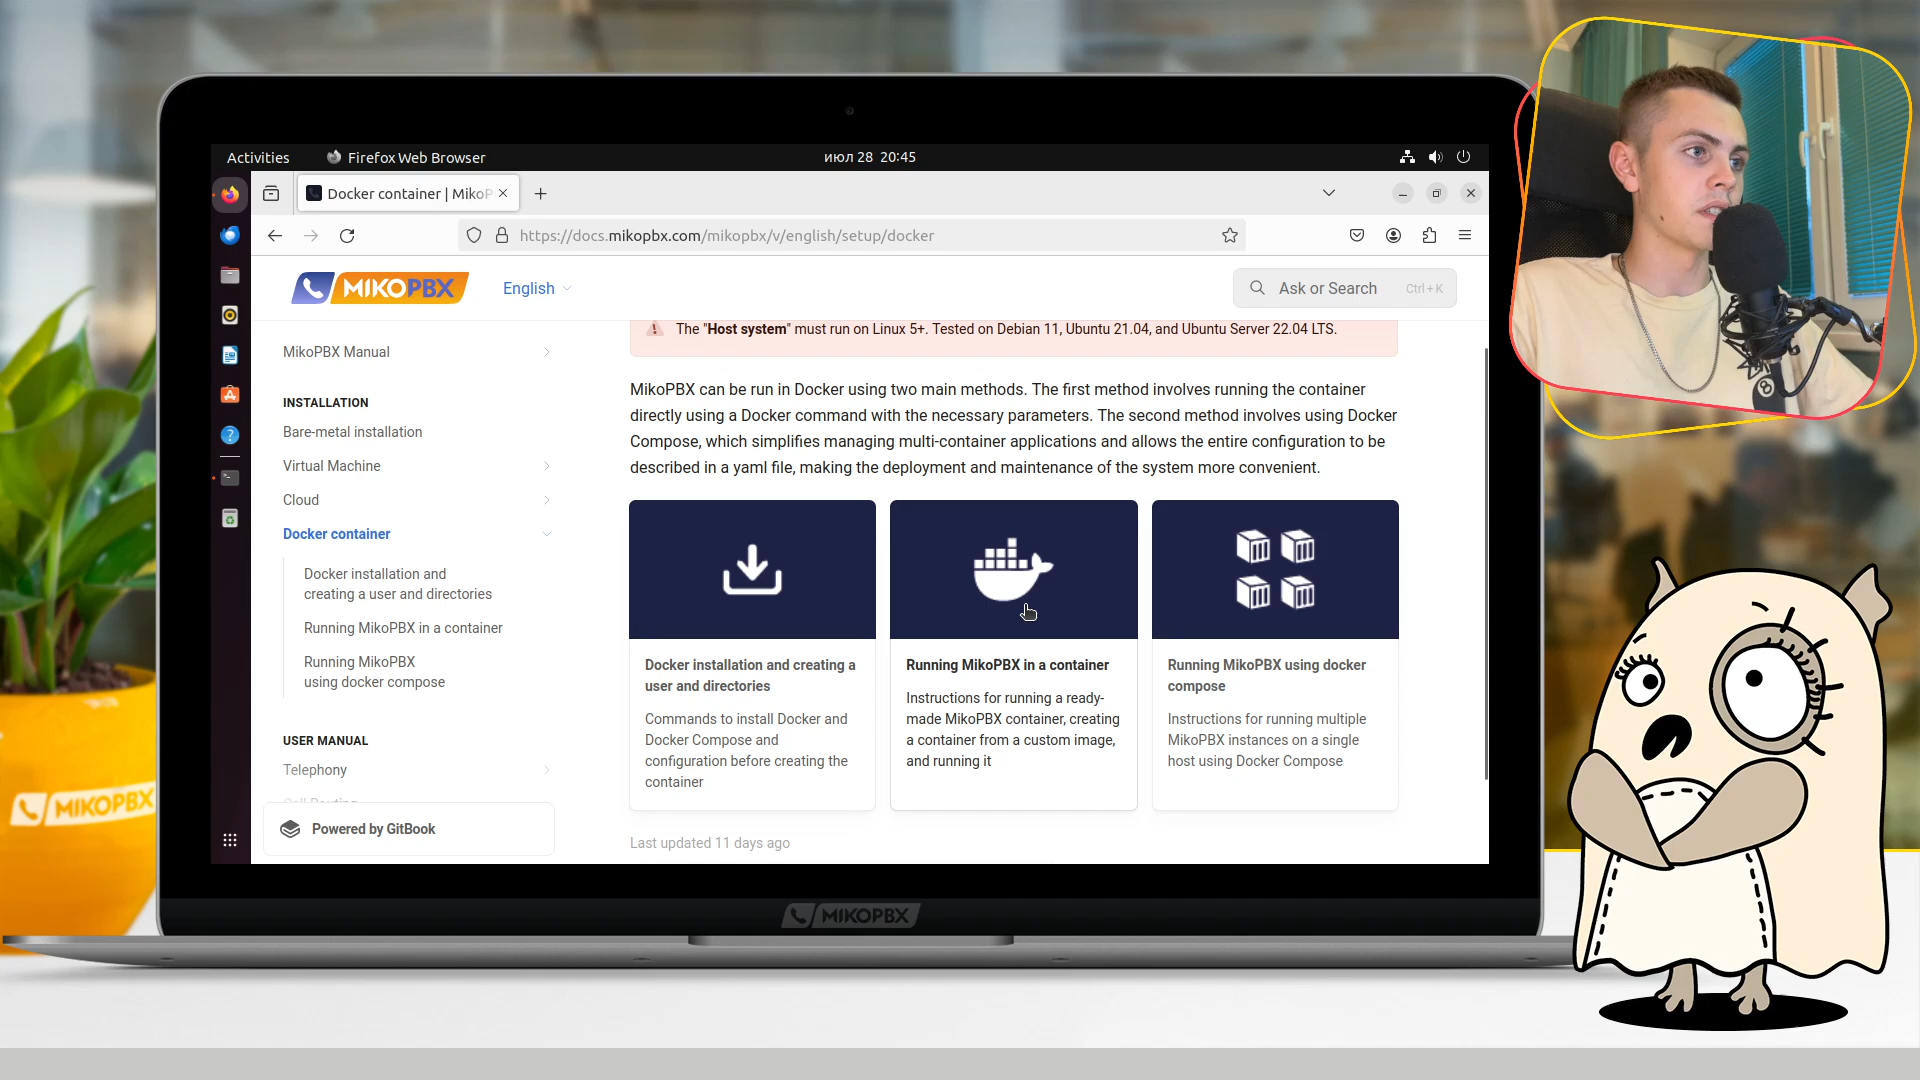 Activities
Firefox Web Browser
июл 28 20:45
Docker container | MikoP
https://docs.mikopbx.com/mikopbx/v/english/setup/docker
MIKOPBX
English
Ask or Search
Ctrl + K
MikoPBX Manual
INSTALLATION
Bare-metal installation
Virtual Machine
Cloud
Docker container
Docker installation and
creating a user and directories
Running MikoPBX in a container
Running MikoPBX
using docker compose
USER MANUAL
Telephony
Powered by GitBook
The "Host system" must run on Linux 5+. Tested on Debian 11, Ubuntu 21.04, and Ubuntu Server 22.04 LTS.
MikoPBX can be run in Docker using two main methods. The first method involves running the container
directly using a Docker command with the necessary parameters. The second method involves using Docker
Compose, which simplifies managing multi-container applications and allows the entire configuration to be
described in a yaml file, making the deployment and maintenance of the system more convenient.
Docker installation and creating a
user and directories
Commands to install Docker and
Docker Compose and
configuration before creating the
container
Running MikoPBX in a container
Instructions for running a ready-
made MikoPBX container, creating
a container from a custom image,
and running it
Running MikoPBX using docker
compose
Instructions for running multiple
MikoPBX instances on a single
host using Docker Compose
Last updated 11 days ago
MIKOPBX
MIKOPBX
8